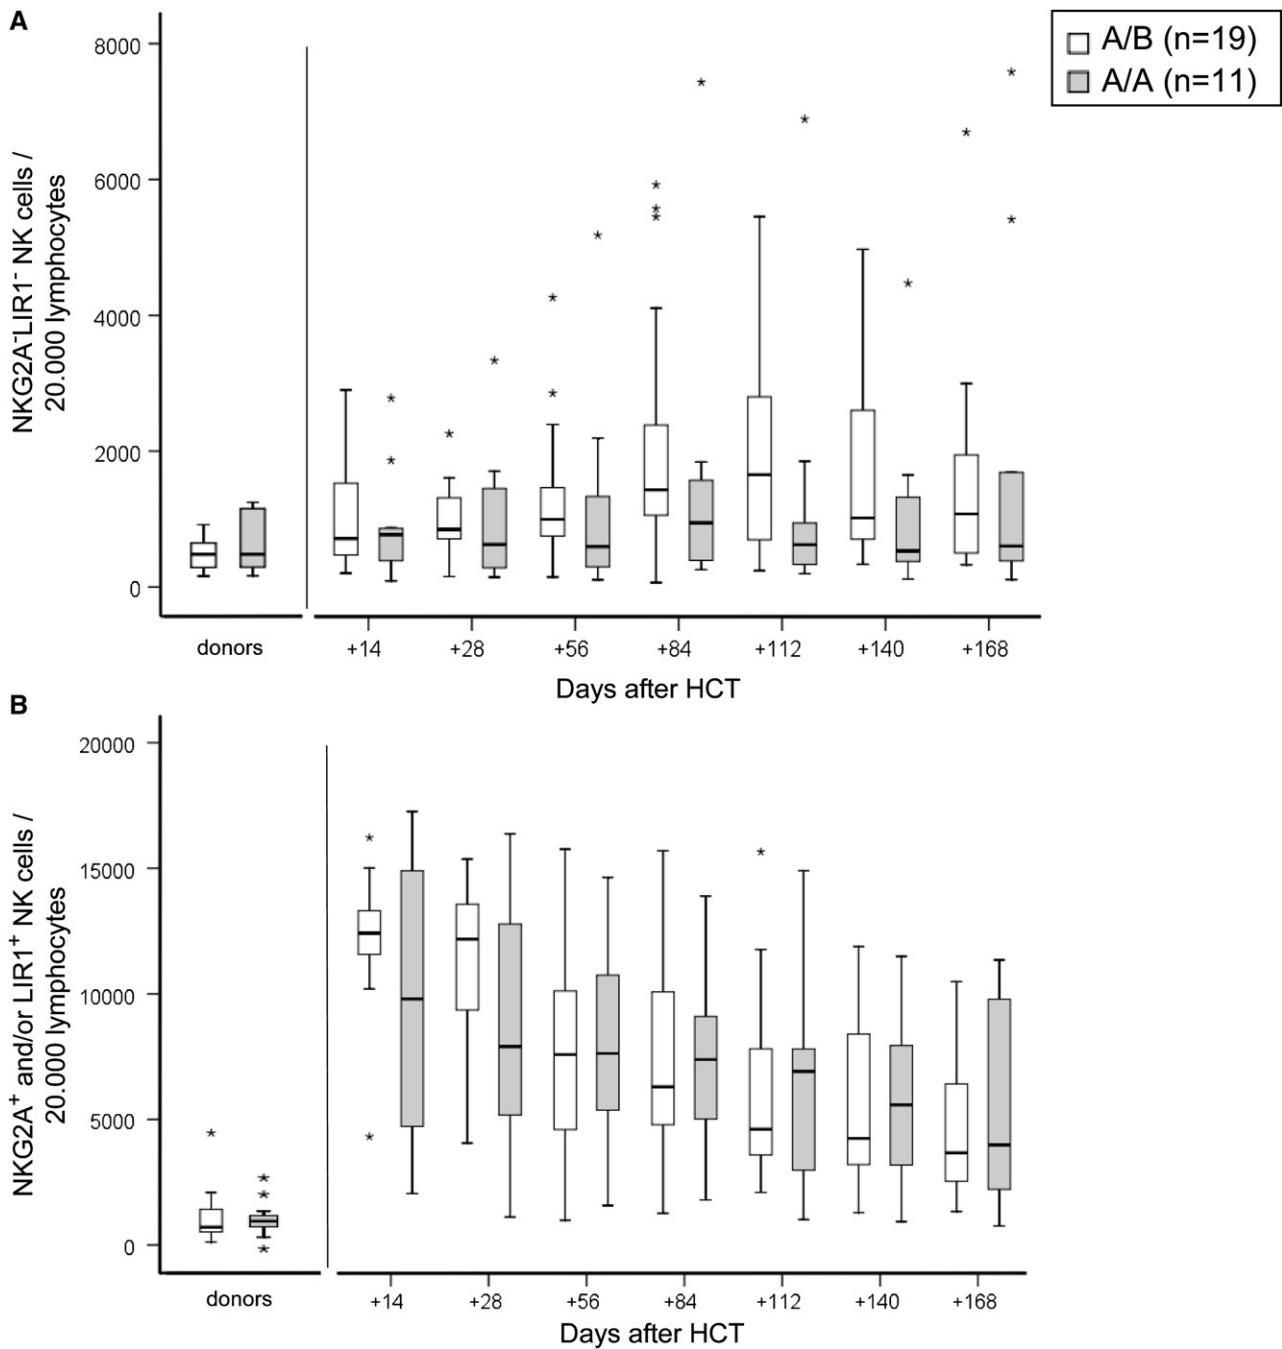 A
A/B (n=19)
A/A (n=11)
NKG2A⁻LIR1⁻ NK cells /
20.000 lymphocytes
8000
6000
4000
2000
0
donors +14 +28 +56 +84 +112 +140 +168
Days after HCT
B
NKG2A⁺ and/or LIR1⁺ NK cells /
20.000 lymphocytes
20000
15000
10000
5000
0
donors +14 +28 +56 +84 +112 +140 +168
Days after HCT